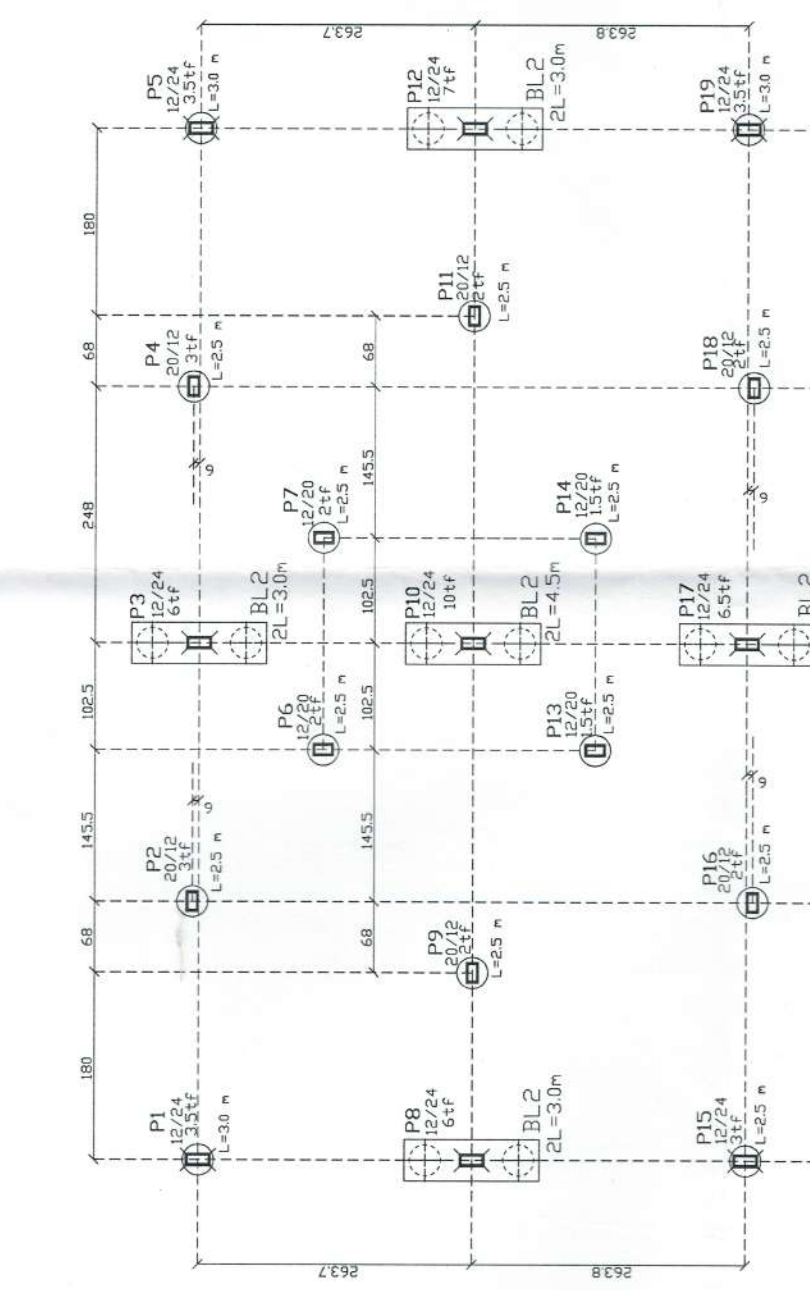 180
68
145.5
102.5
248
68
180
P1
12/24
3.5tf
L=3.0 m
P2
20/12
3tf
L=2.5 m
6
P3
12/24
6tf
BL2
2L=3.0m
6
P4
20/12
3tf
L=2.5 m
P5
12/24
3.5tf
L=3.0 m
263.7
263.7
P6
12/20
2tf
L=2.5 m
P7
12/20
2tf
L=2.5 m
68
145.5
102.5
102.5
145.5
68
P8
12/24
6tf
BL2
2L=3.0m
P9
20/12
2tf
L=2.5 m
P10
12/24
10tf
BL2
2L=4.5m
P11
20/12
2tf
L=2.5 m
P12
12/24
7tf
BL2
2L=3.0m
263.8
263.8
P13
12/20
1.5tf
L=2.5 m
P14
12/20
1.5tf
L=2.5 m
P15
12/24
3tf
L=2.5 m
P16
20/12
2tf
L=2.5 m
6
P17
12/24
6.5tf
BL2
6
P18
20/12
2tf
L=2.5 m
P19
12/24
3.5tf
L=3.0 m